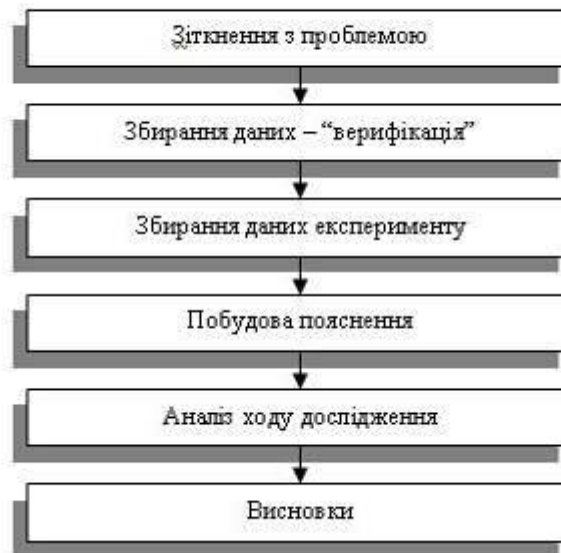 Зіткнення з проблемою
Збирання даних – “верифікація”
Збирання даних експерименту
Побудова пояснення
Аналіз ходу дослідження
Висновки